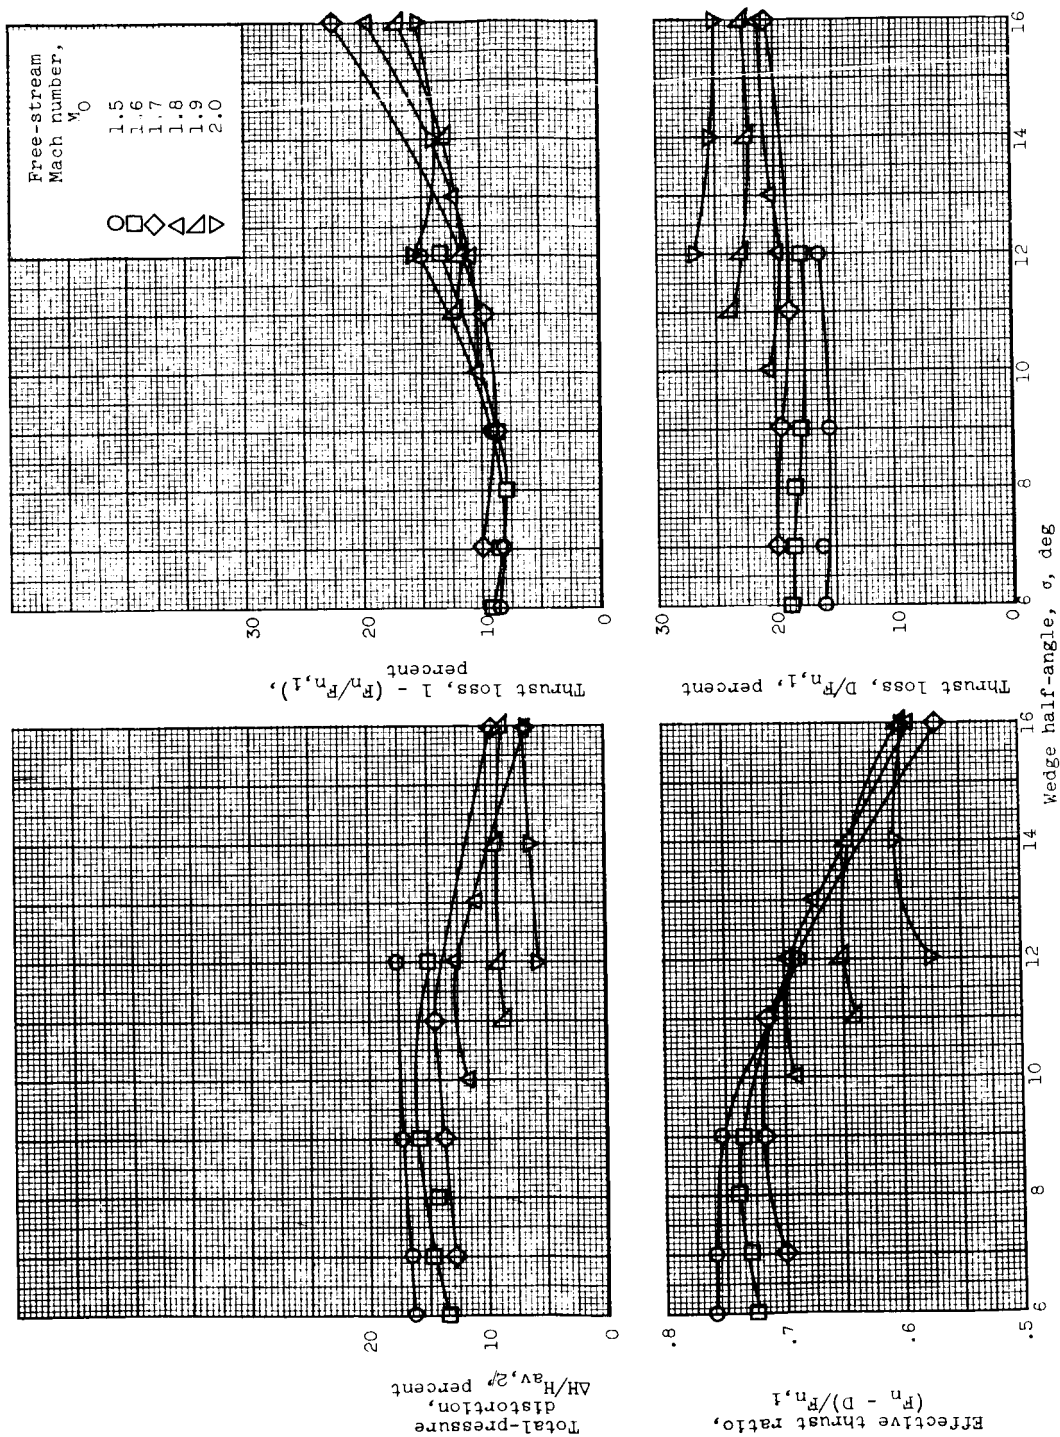 Free-stream
Mach number,
M0
1.5
1.6
1.7
1.8
1.9
2.0
Total-pressure
distortion,
ΔH/Hav,2, percent
20
10
0
Thrust loss, 1 - (Fn/Fn,i),
percent
30
20
10
0
Effective thrust ratio,
(Fn - D)/Fn,i
.8
.7
.6
.5
6
8
10
12
14
16
Thrust loss, D/Fn,i, percent
30
20
10
0
6
8
10
12
14
16
Wedge half-angle, σ, deg